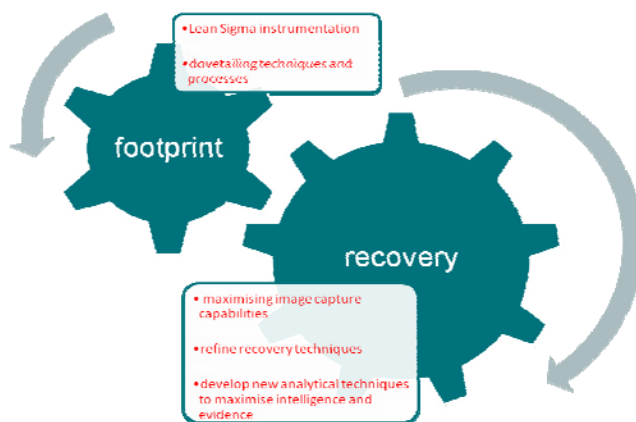 • Lean Sigma instrumentation
• dovetailing techniques and
processes
footprint
recovery
• maximising image capture
capabilities
• refine recovery techniques
• develop new analytical techniques
to maximise intelligence and
evidence